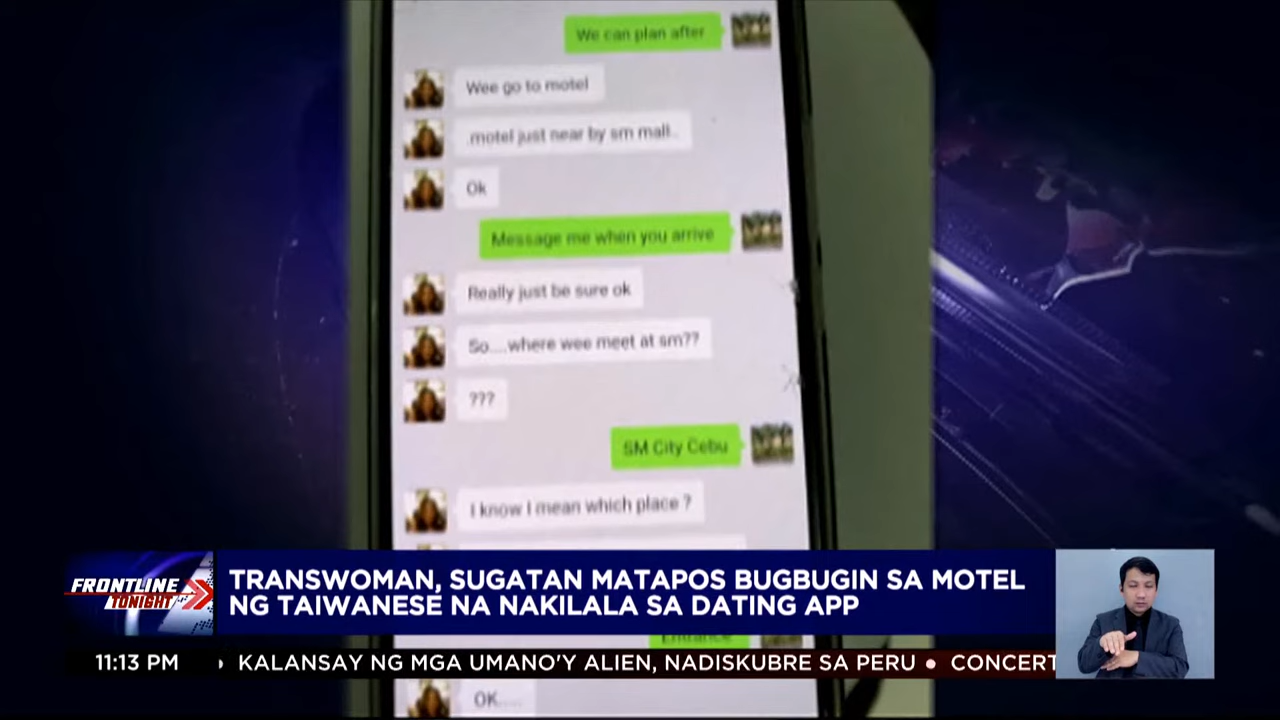 We can plan after
Wee go to motel
.motel just near by sm mall..
Ok
Message me when you arrive
Really just be sure ok
So....where wee meet at sm??
???
SM City Cebu
I know I mean which place ?
FRONTLINE
TONIGHT
TRANSWOMAN, SUGATAN MATAPOS BUGBUGIN SA MOTEL
NG TAIWANESE NA NAKILALA SA DATING APP
Entrance
11:13 PM
KALANSAY NG MGA UMANO'Y ALIEN, NADISKUBRE SA PERU • CONCERT
OK.....